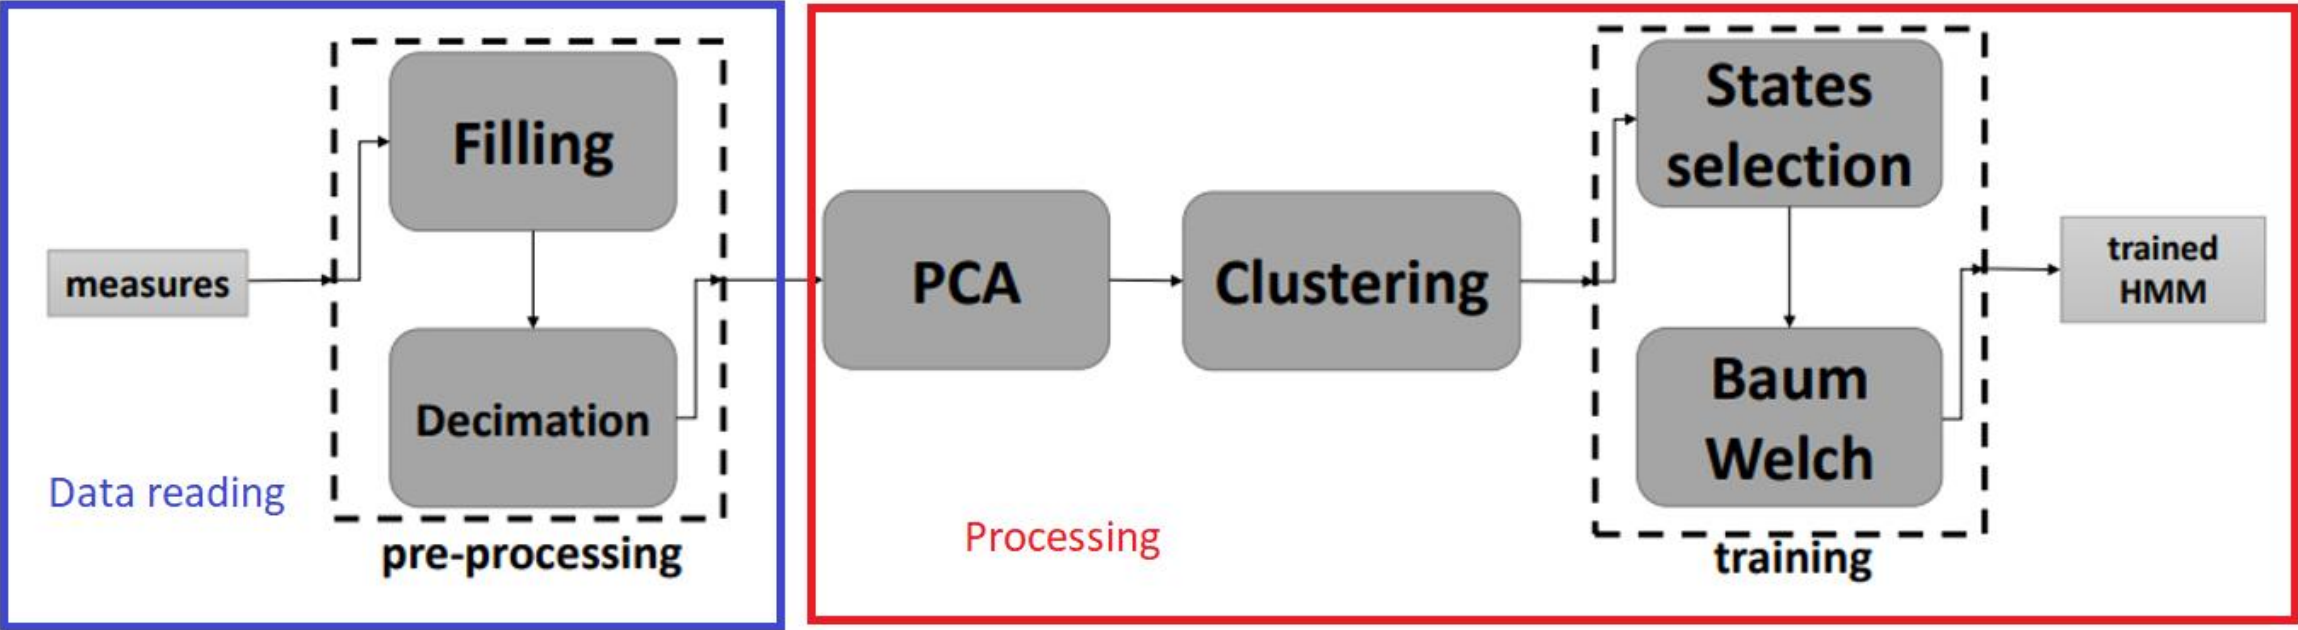 measures
Filling
Decimation
Data reading
pre-processing
PCA
Clustering
Processing
States
selection
Baum
Welch
training
trained
HMM